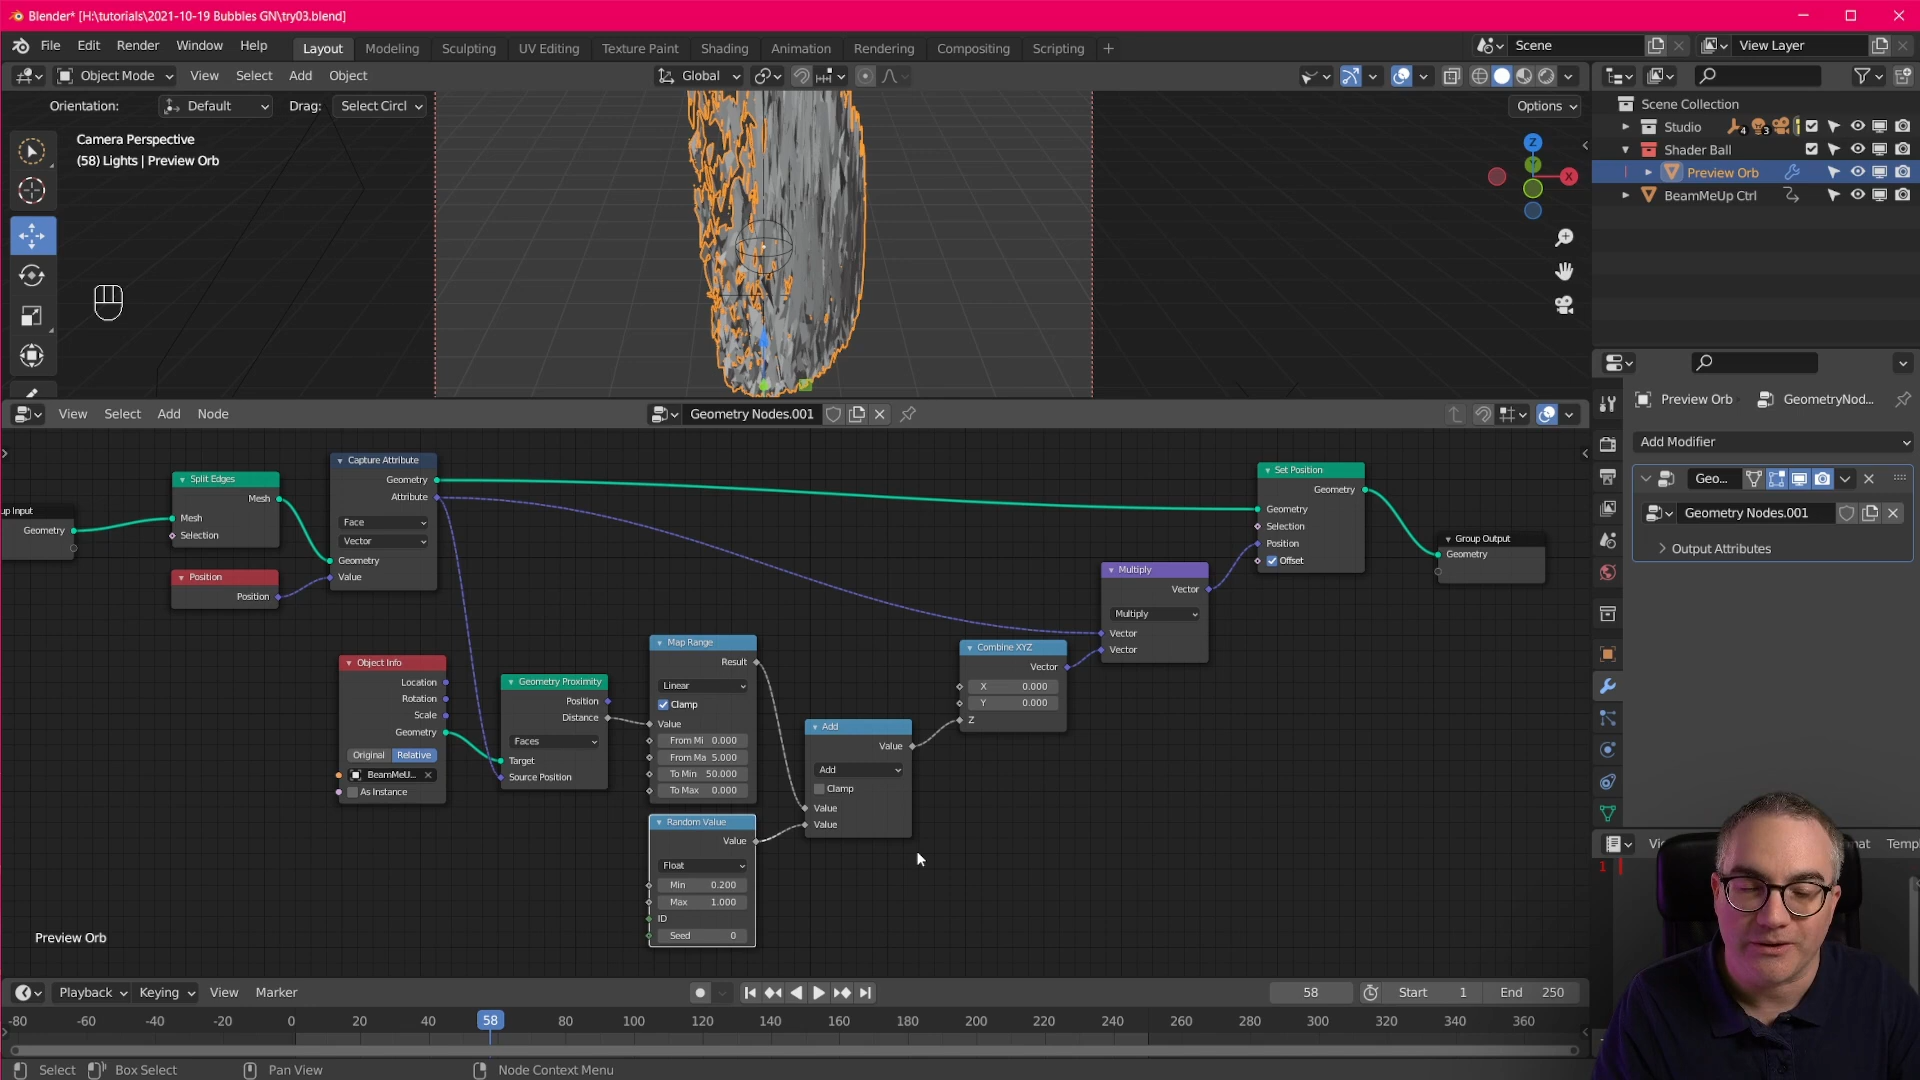 Blender* [H:\tutorials\2021-10-19 Bubbles GN\try03.blend]
File Edit Render Window Help Layout Modeling Sculpting UV Editing Texture Paint Shading Animation Rendering Compositing Scripting + Scene View Layer
Object Mode View Select Add Object Global
Orientation: Default Drag: Select Circl Options
Camera Perspective
(58) Lights | Preview Orb
Z
Y
X
Scene Collection
Studio 4 3
Shader Ball
Preview Orb
BeamMeUp Ctrl
View Select Add Node Geometry Nodes.001
Preview Orb GeometryNod...
Add Modifier
Geo...
Geometry Nodes.001
Output Attributes
up Input
Geometry
Split Edges
Mesh
Mesh
Selection
Position
Position
Capture Attribute
Geometry
Attribute
Face
Vector
Geometry
Value
Object Info
Location
Rotation
Scale
Geometry
Original Relative
BeamMeU...
As Instance
Geometry Proximity
Position
Distance
Faces
Target
Source Position
Map Range
Result
Linear
Clamp
Value
From Mi 0.000
From Ma 5.000
To Min 50.000
To Max 0.000
Random Value
Value
Float
Min 0.200
Max 1.000
ID
Seed 0
Add
Value
Add
Clamp
Value
Value
Combine XYZ
Vector
X 0.000
Y 0.000
Z
Multiply
Vector
Multiply
Vector
Vector
Set Position
Geometry
Geometry
Selection
Position
Offset
Group Output
Geometry
Preview Orb
Vi
nat Templ
1
Playback Keying View Marker 58 Start 1 End 250
-80 -60 -40 -20 0 20 40 58 80 100 120 140 160 180 200 220 240 260 280 300 320 340 360
Select Box Select Pan View Node Context Menu